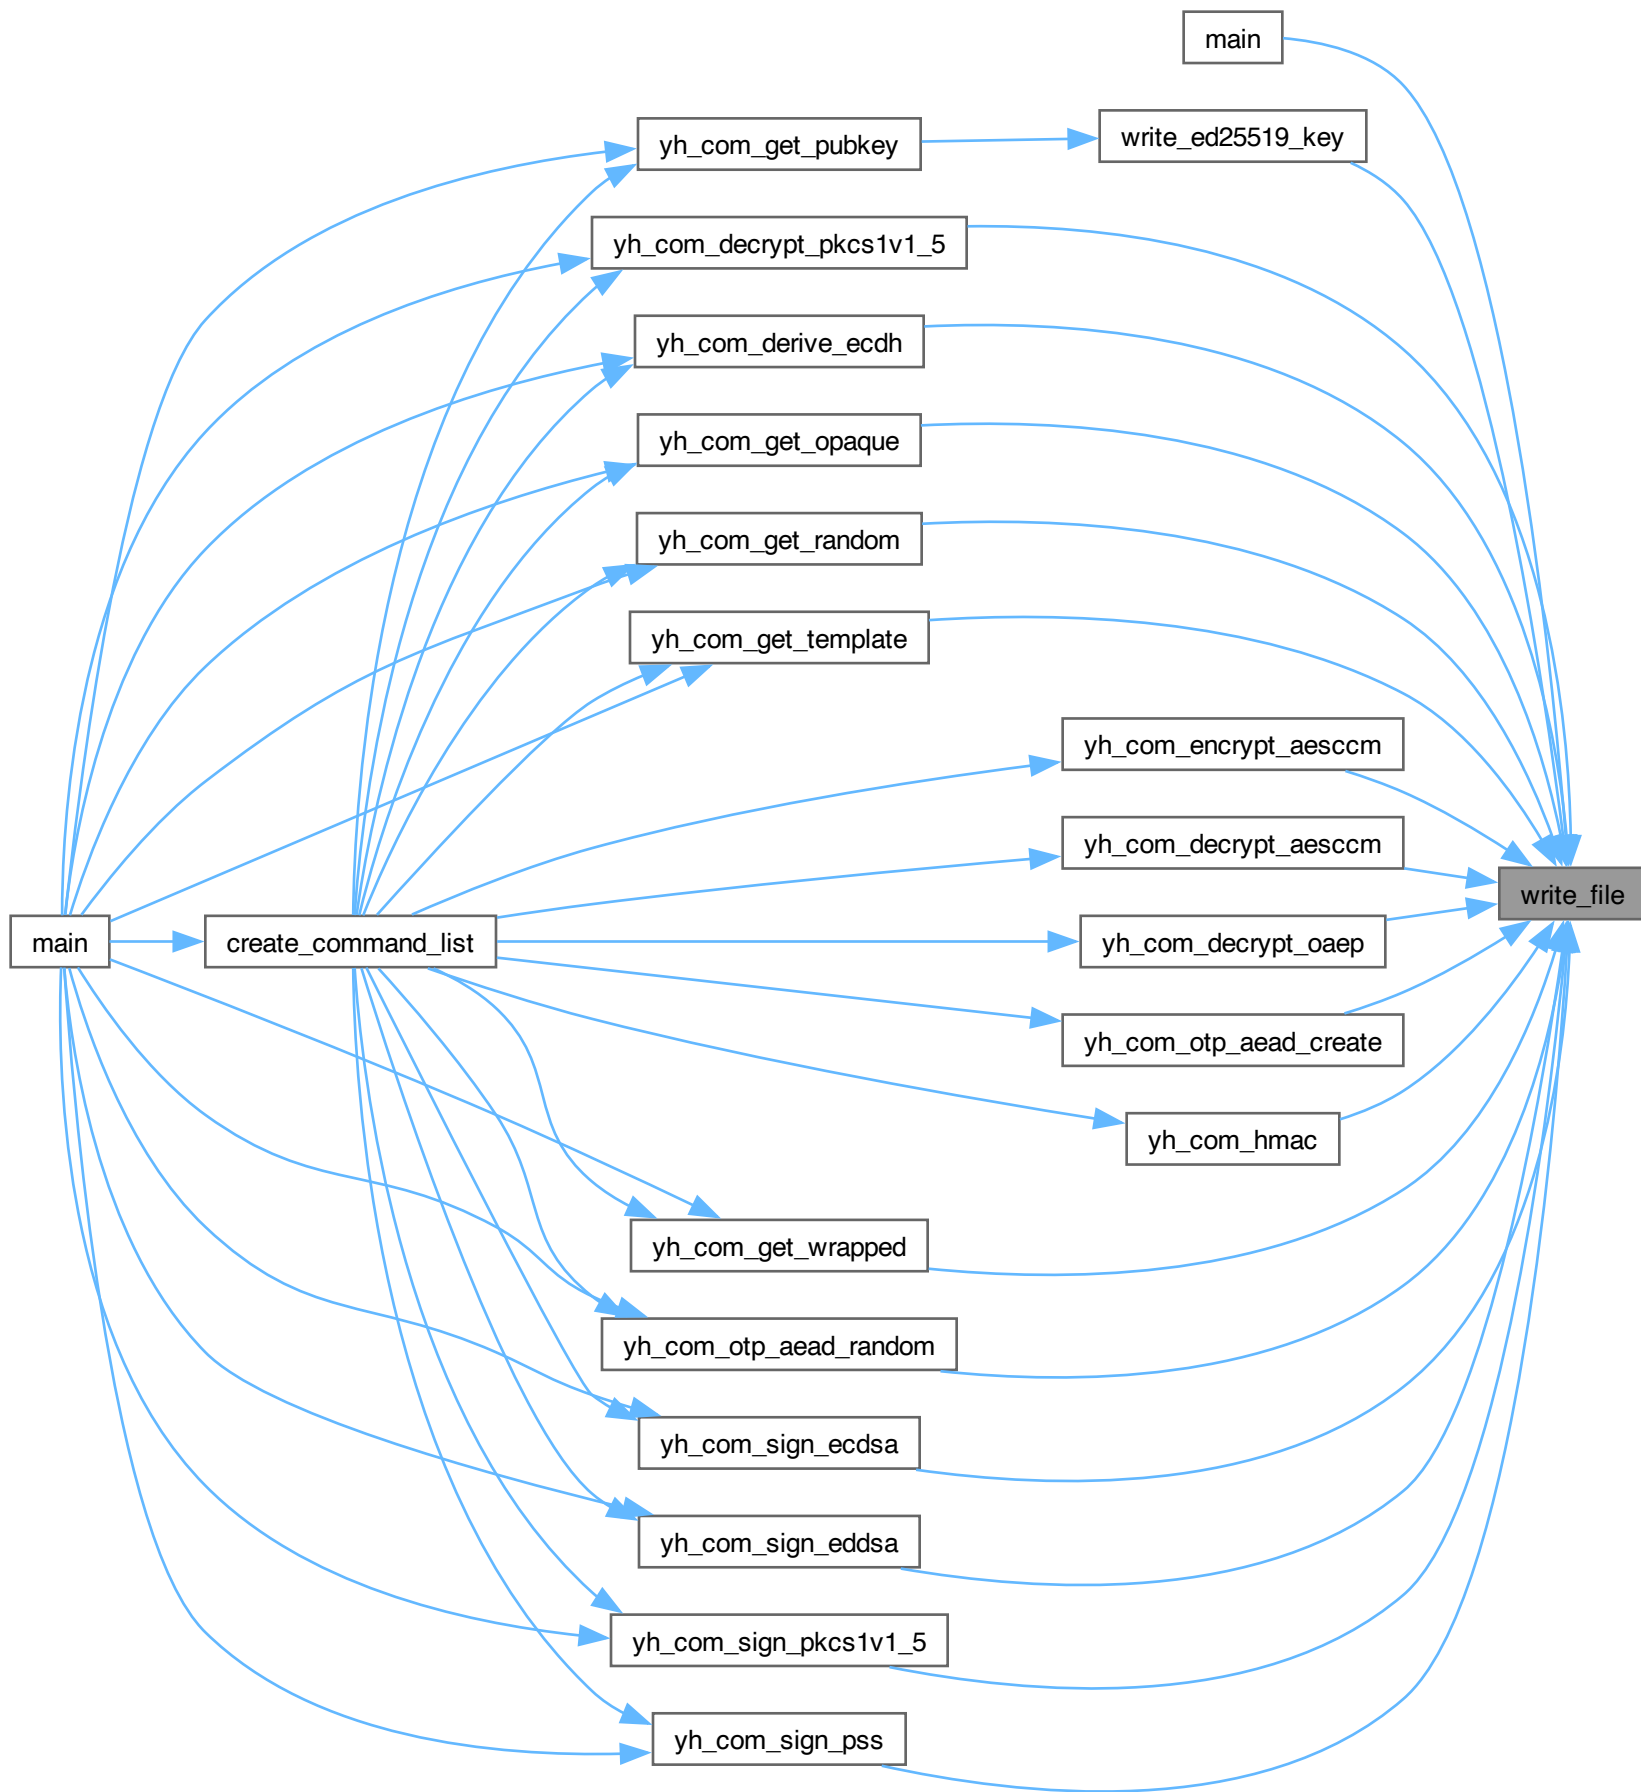 main
write_ed25519_key
yh_com_get_pubkey
yh_com_decrypt_pkcs1v1_5
yh_com_derive_ecdh
yh_com_get_opaque
yh_com_get_random
yh_com_get_template
yh_com_encrypt_aesccm
yh_com_decrypt_aesccm
write_file
main
create_command_list
yh_com_decrypt_oaep
yh_com_otp_aead_create
yh_com_hmac
yh_com_get_wrapped
yh_com_otp_aead_random
yh_com_sign_ecdsa
yh_com_sign_eddsa
yh_com_sign_pkcs1v1_5
yh_com_sign_pss